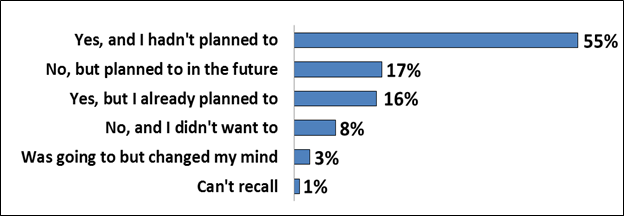 Yes, and I hadn't planned to 55%
No, but planned to in the future 17%
Yes, but I already planned to 16%
No, and I didn't want to 8%
Was going to but changed my mind 3%
Can't recall 1%